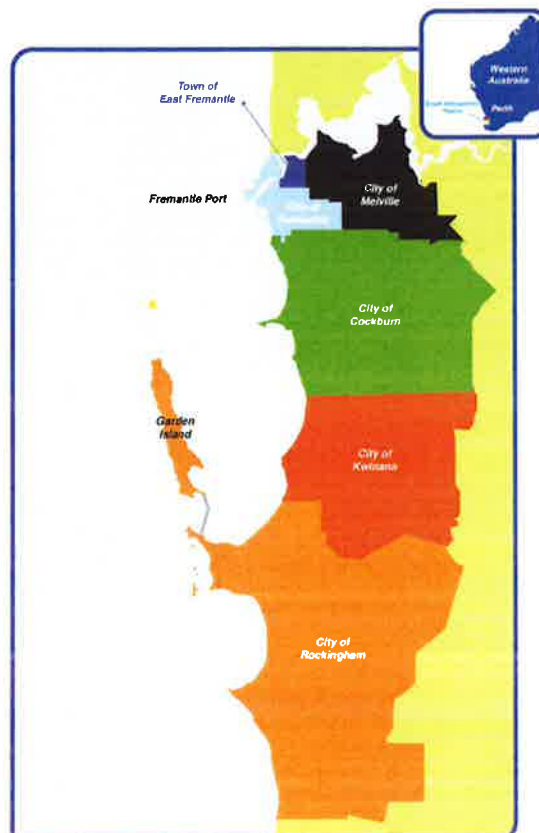 Western
Australia
Perth
Town of
East Fremantle
Fremantle Port
City of
Melville
City of
Cockburn
Garden
Island
City of
Kwinana
City of
Rockingham